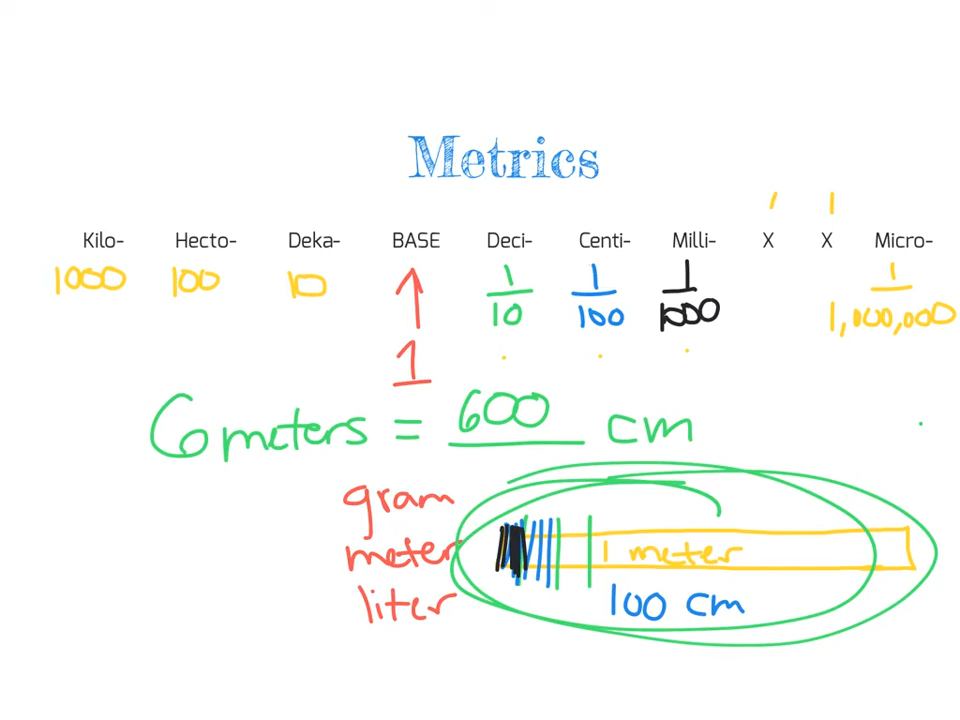 Metrics
Kilo- Hecto- Deka- BASE Deci- Centi- Milli- X X Micro-
1000 100 10 1/10 1/100 1/1000 1/1,000,000
1
6 meters = 600 cm
gram
meter 1 meter
liter 100 cm